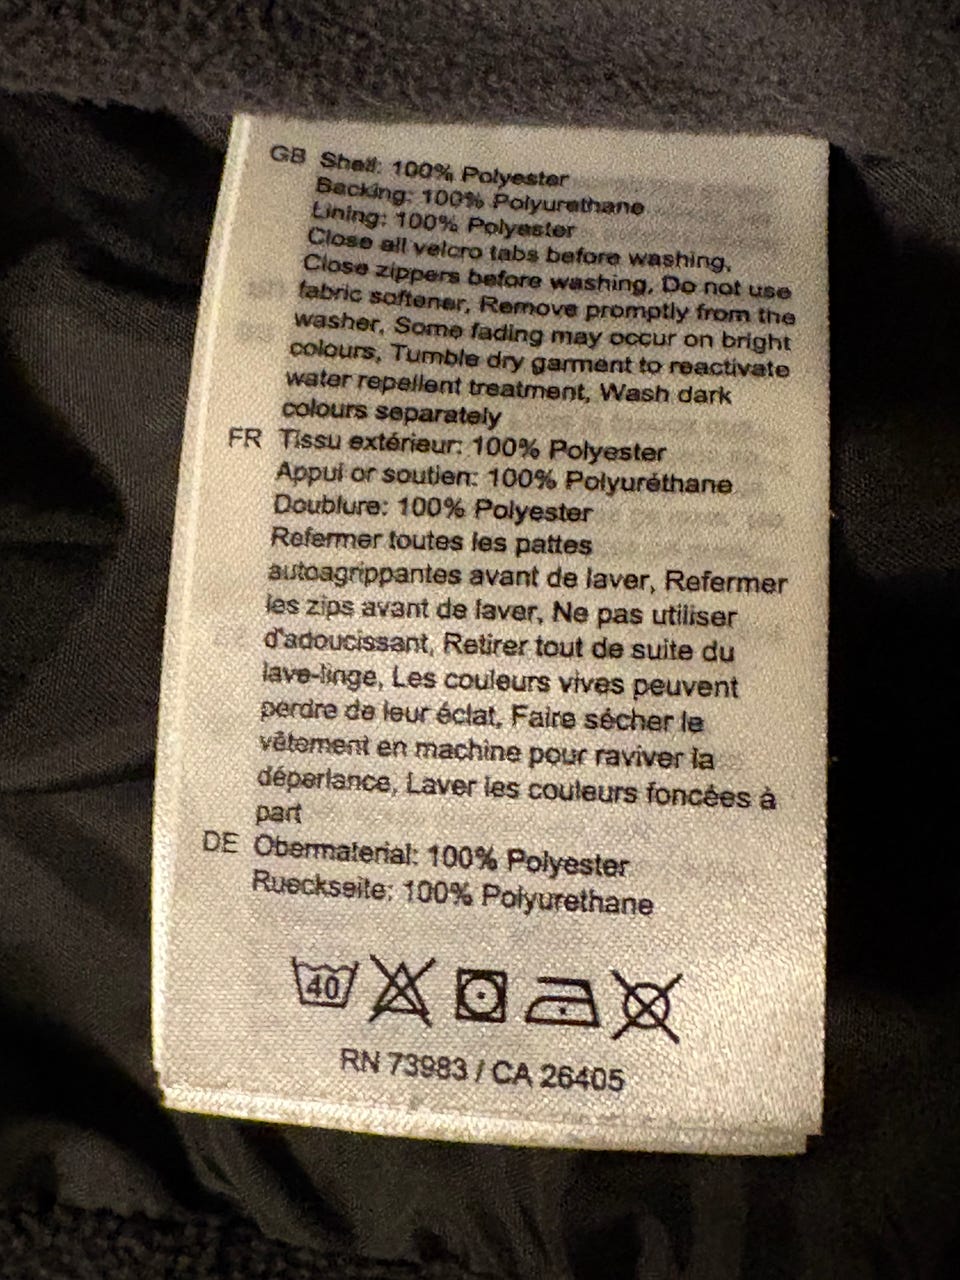 GB Shell: 100% Polyester
Backing: 100% Polyurethane
Lining: 100% Polyester
Close all velcro tabs before washing,
Close zippers before washing, Do not use
fabric softener, Remove promptly from the
washer, Some fading may occur on bright
colours, Tumble dry garment to reactivate
water repellent treatment, Wash dark
colours separately
FR Tissu extérieur: 100% Polyester
Appui or soutien: 100% Polyuréthane
Doublure: 100% Polyester
Refermer toutes les pattes
autoagrippantes avant de laver, Refermer
les zips avant de laver, Ne pas utiliser
d'adoucissant, Retirer tout de suite du
lave-linge, Les couleurs vives peuvent
perdre de leur éclat, Faire sécher le
vêtement en machine pour raviver la
déperlance, Laver les couleurs foncées à
part
DE Obermaterial: 100% Polyester
Rueckseite: 100% Polyurethane
40
RN 73983 / CA 26405